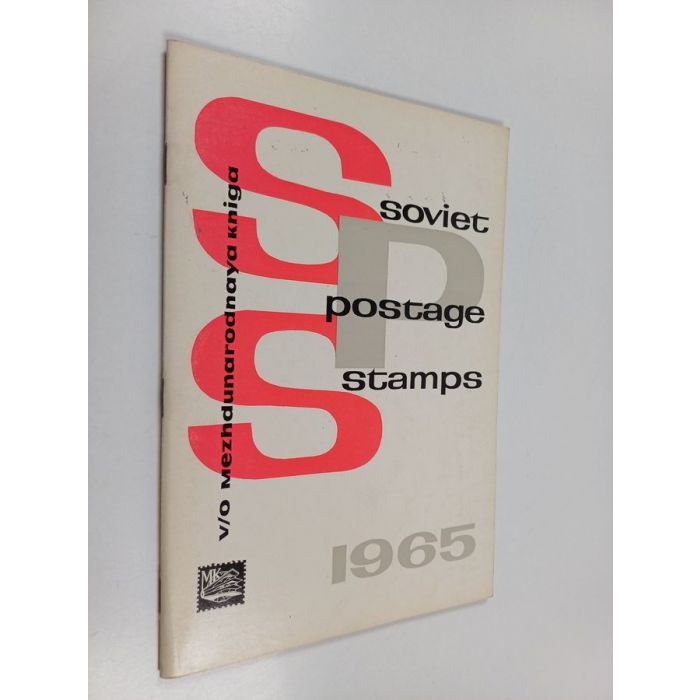 S
P
S
soviet
postage
stamps
V/O Mezhdunarodnaya Kniga
1965
MK